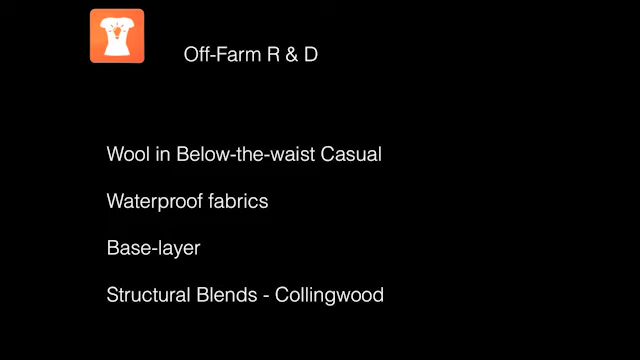 Off-Farm R & D
Wool in Below-the-waist Casual
Waterproof fabrics
Base-layer
Structural Blends - Collingwood